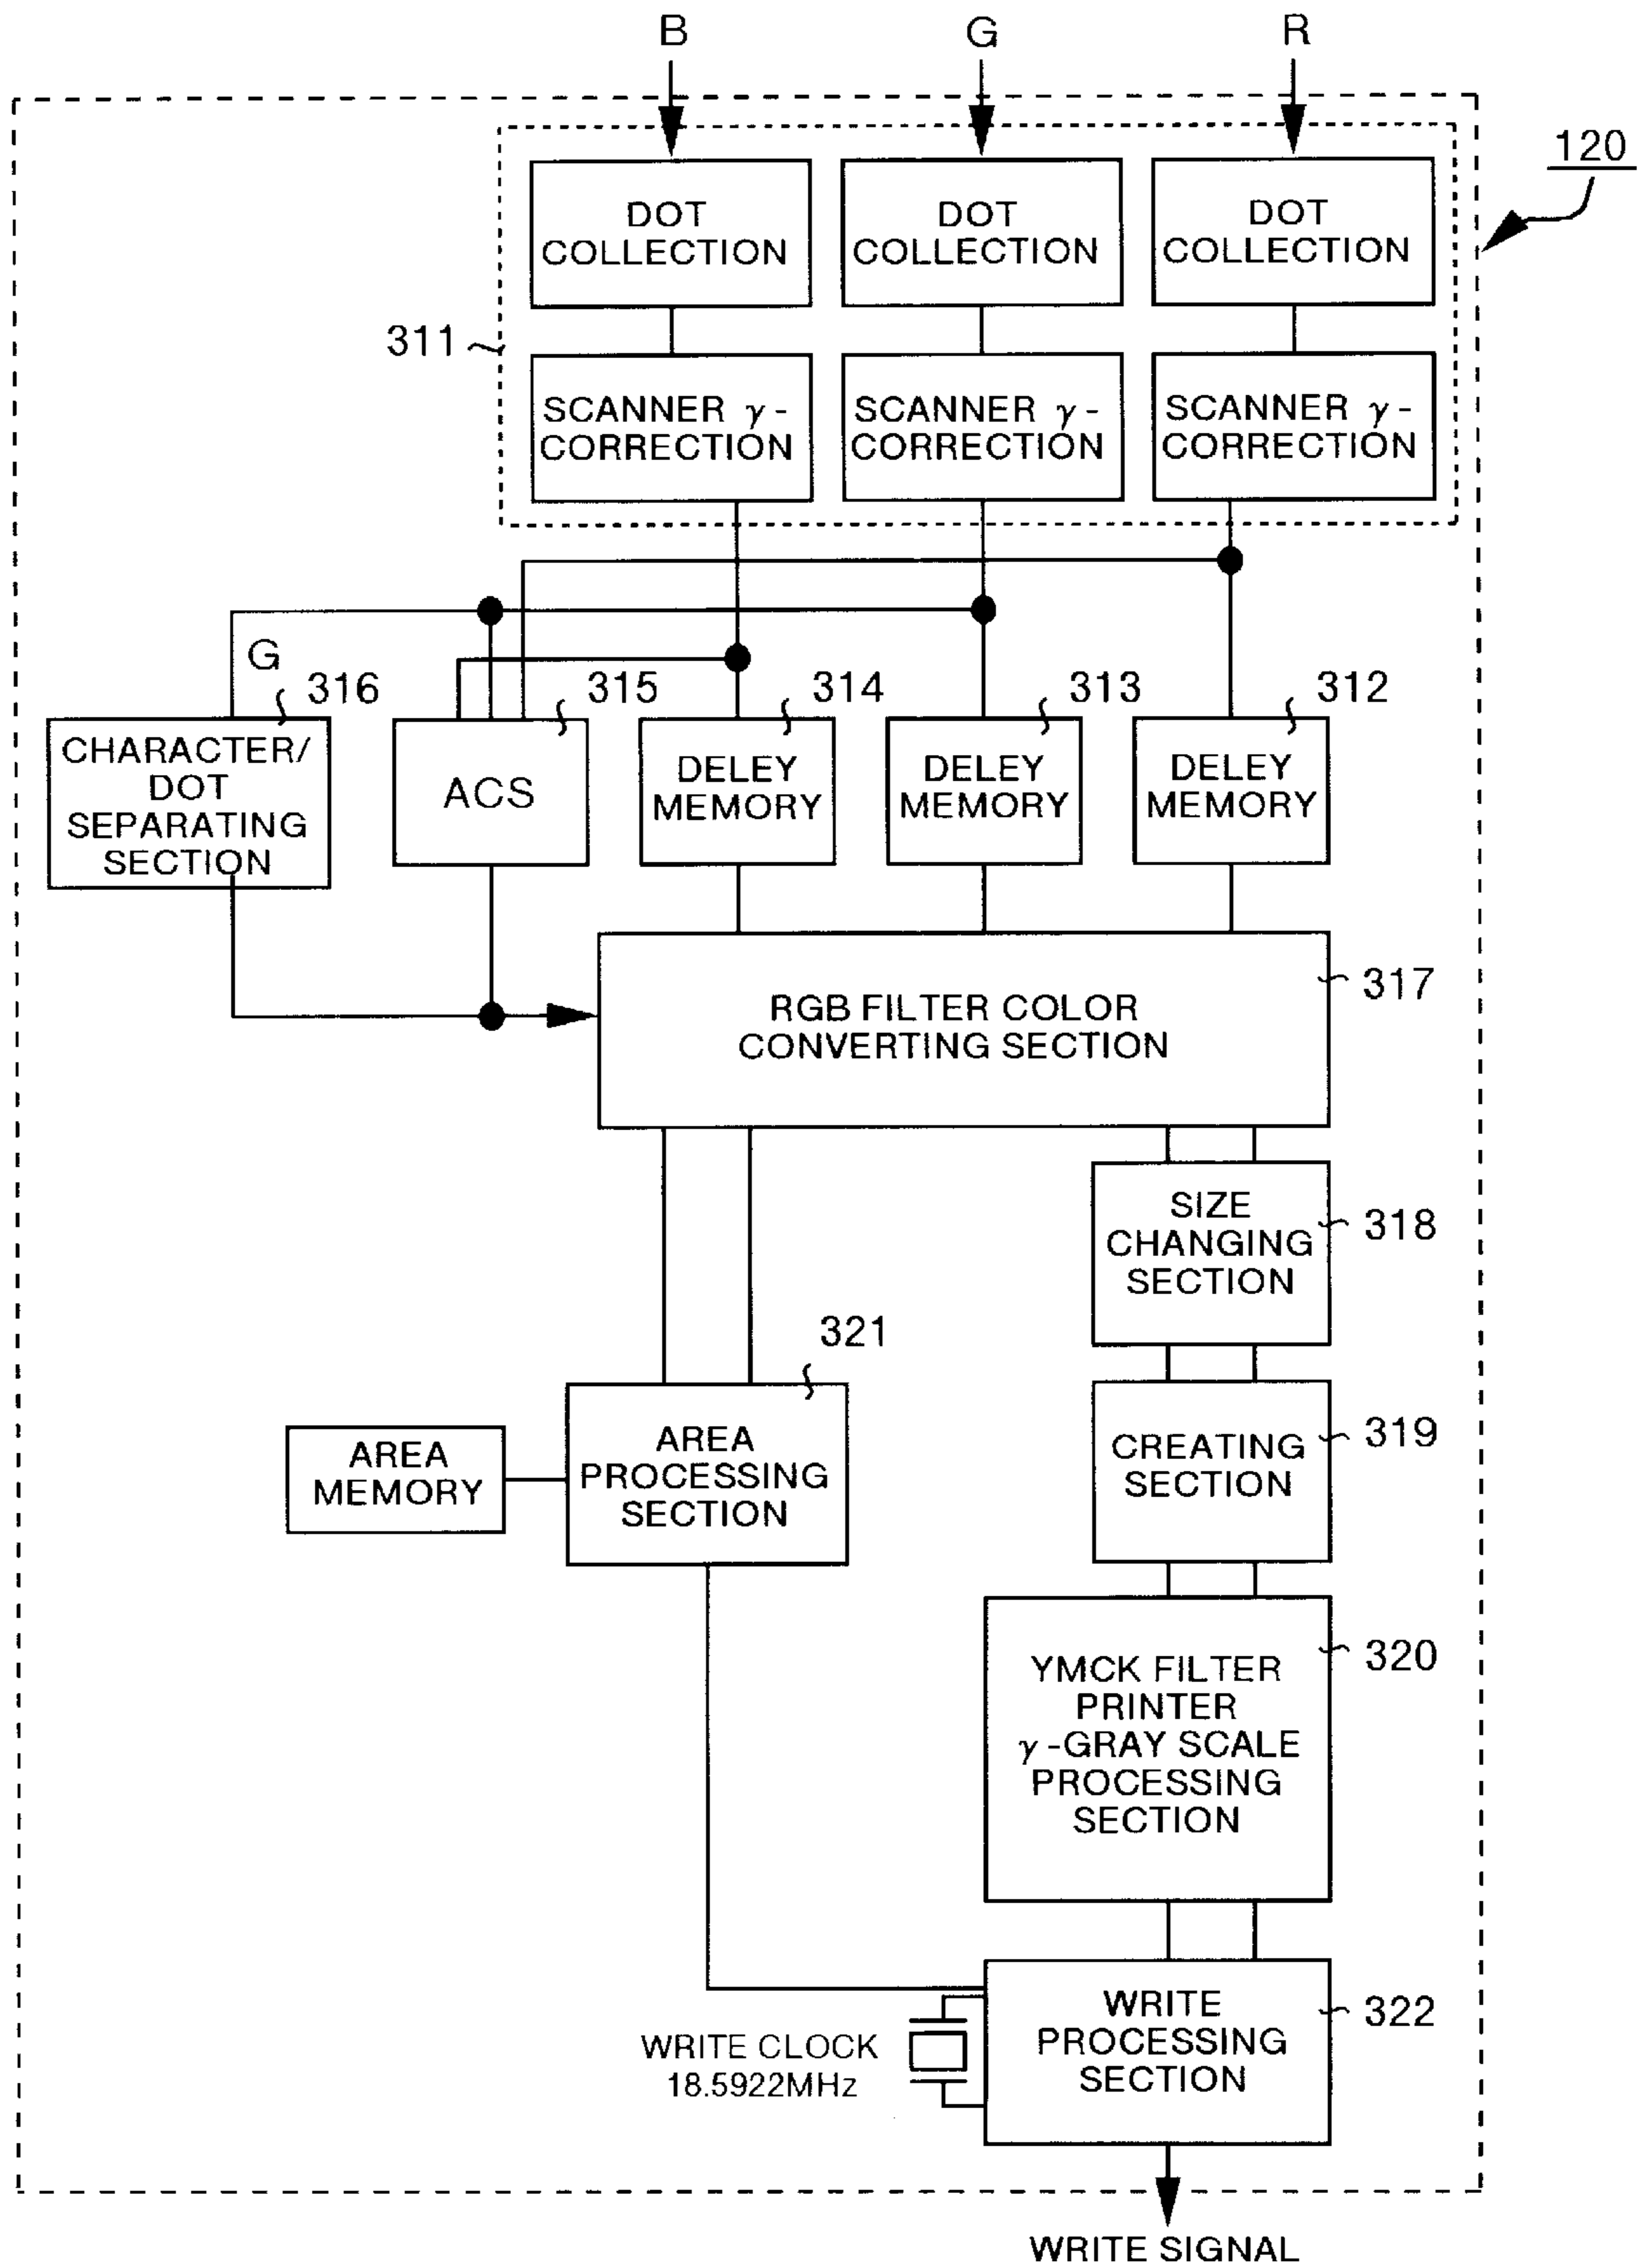 B
G
R
120
DOT
COLLECTION
DOT
COLLECTION
DOT
COLLECTION
311
SCANNER γ-
CORRECTION
SCANNER γ-
CORRECTION
SCANNER γ-
CORRECTION
G
316
315
314
313
312
CHARACTER/
DOT
SEPARATING
SECTION
ACS
DELEY
MEMORY
DELEY
MEMORY
DELEY
MEMORY
317
RGB FILTER COLOR
CONVERTING SECTION
318
SIZE
CHANGING
SECTION
321
AREA
MEMORY
AREA
PROCESSING
SECTION
319
CREATING
SECTION
320
YMCK FILTER
PRINTER
γ-GRAY SCALE
PROCESSING
SECTION
322
WRITE
PROCESSING
SECTION
WRITE CLOCK
18.5922MHz
WRITE SIGNAL